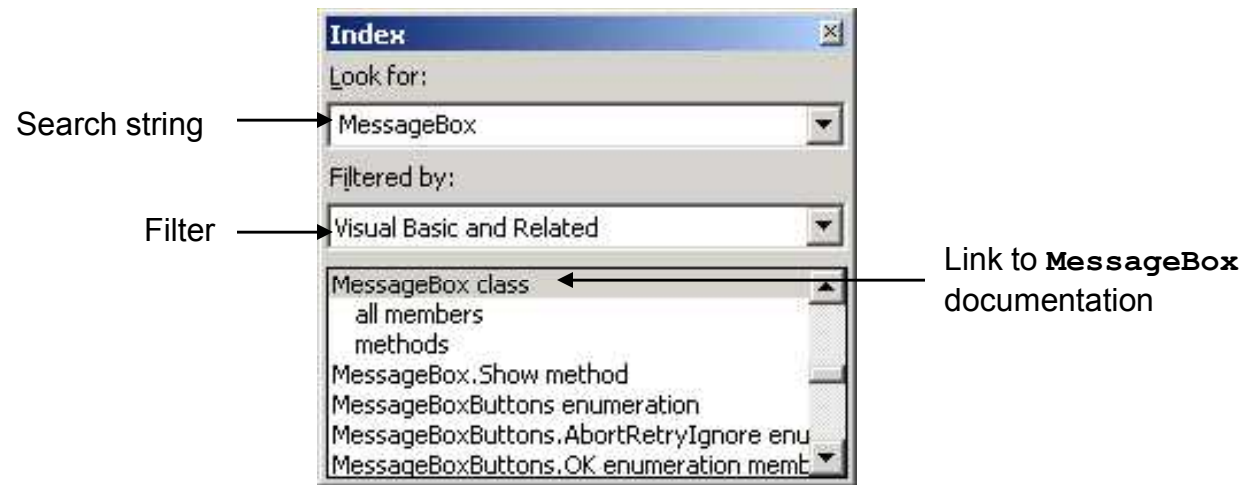 Index
Look for:
Search string
MessageBox
Filtered by:
Filter
Visual Basic and Related
MessageBox class
all members
methods
MessageBox.Show method
MessageBoxButtons enumeration
MessageBoxButtons.AbortRetryIgnore enu
MessageBoxButtons.OK enumeration memb
Link to MessageBox
documentation